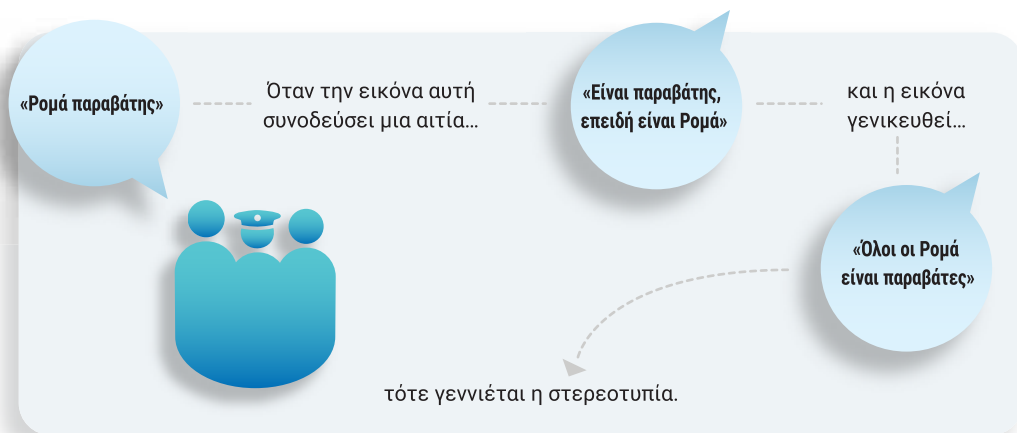 «Ρομά παραβάτης»
Όταν την εικόνα αυτή
συνοδεύσει μια αιτία...
«Είναι παραβάτης,
επειδή είναι Ρομά»
και η εικόνα
γενικευθεί...
«Όλοι οι Ρομά
είναι παραβάτες»
τότε γεννιέται η στερεοτυπία.